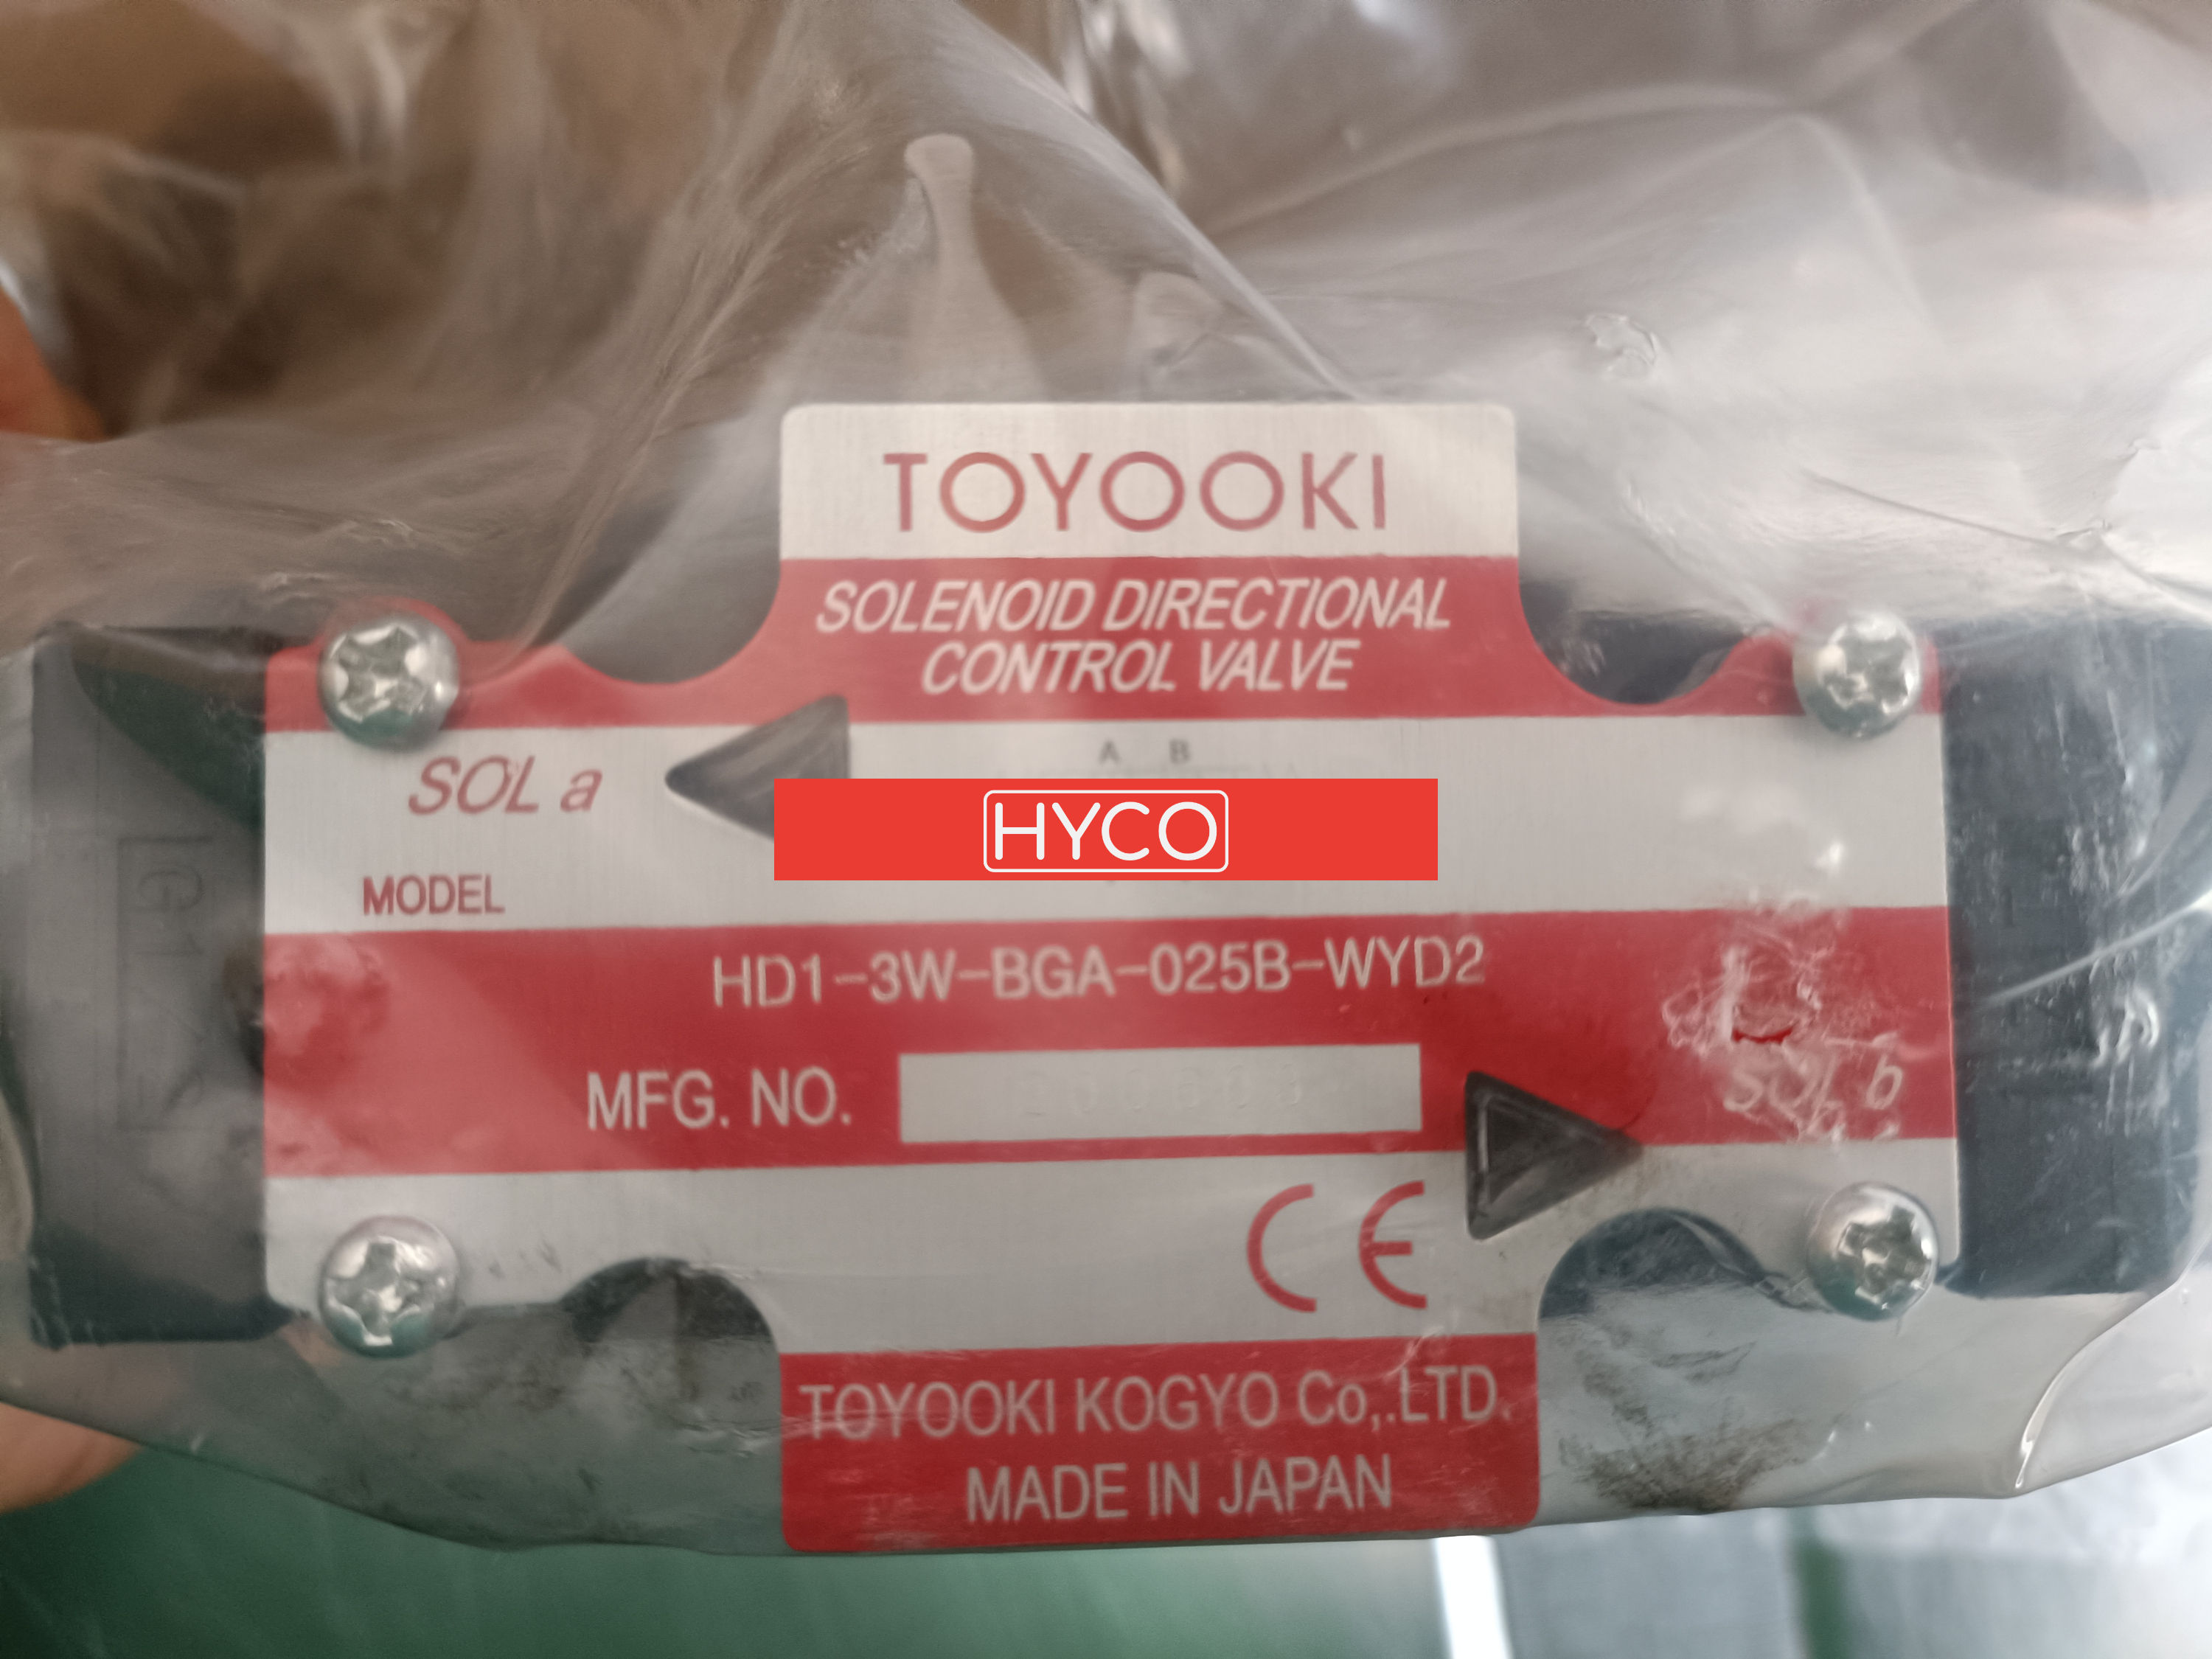 TOYOOKI
SOLENOID DIRECTIONAL
CONTROL VALVE
A B
SOL a
HYCO
MODEL
HD1-3W-BGA-025B-WYD2
MFG. NO.
SOL b
CE
TOYOOKI KOGYO Co,.LTD.
MADE IN JAPAN